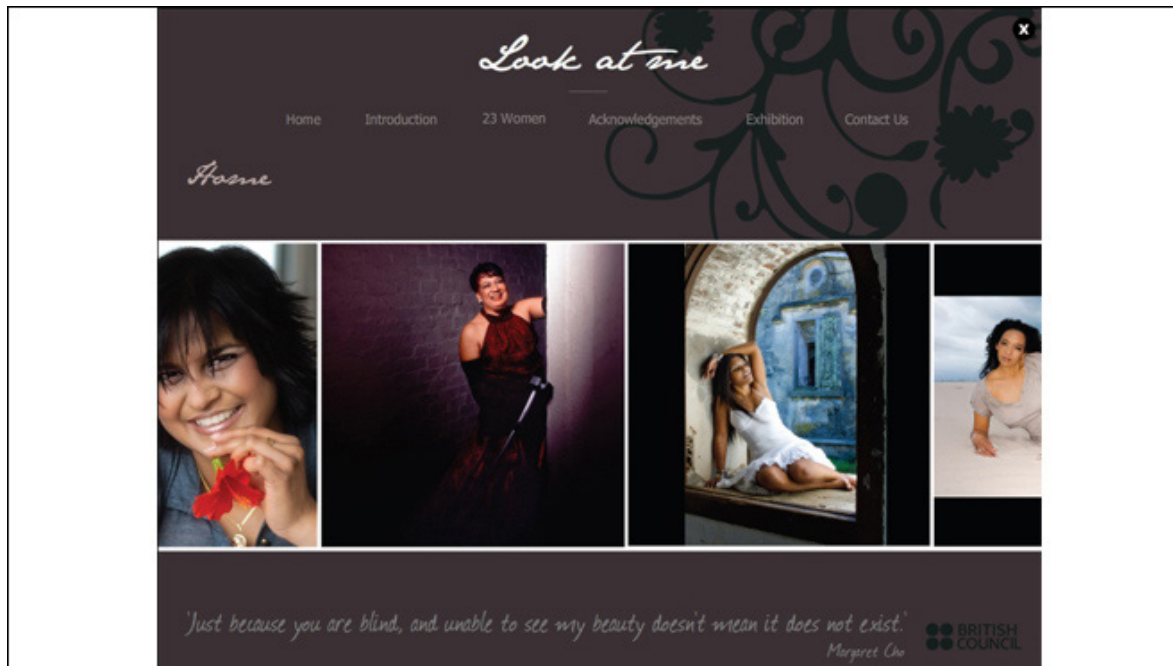 X
Look at me
Home Introduction 23 Women Acknowledgements Exhibition Contact Us
Home
'Just because you are blind, and unable to see my beauty doesn't mean it does not exist.'
Margaret Cho
BRITISH
COUNCIL